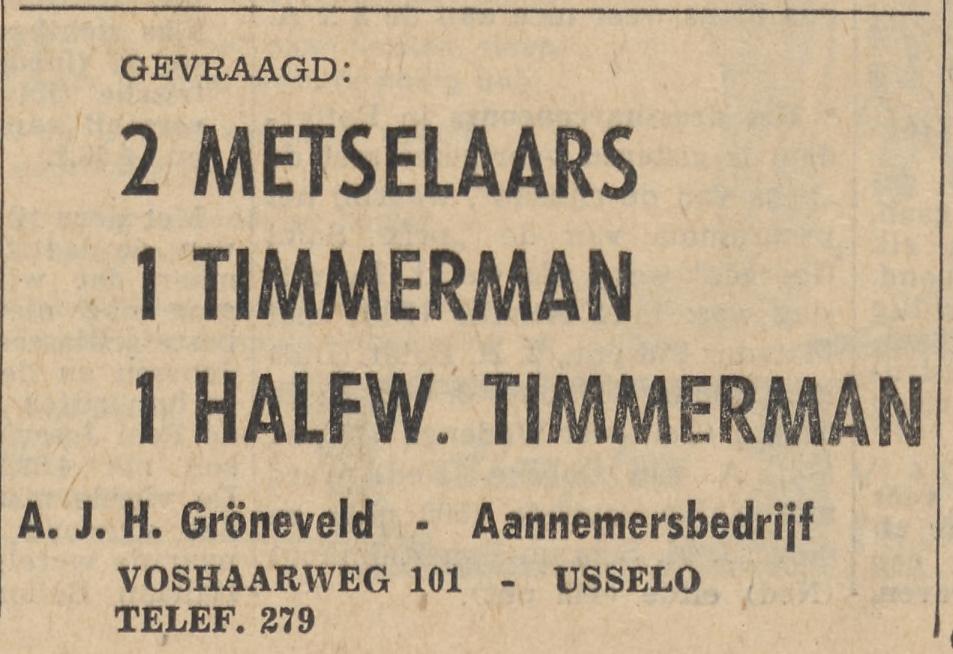 GEVRAAGD:
2 METSELAARS
1 TIMMERMAN
1 HALFW. TIMMERMAN
A. J. H. Gröneveld - Aannemersbedrijf
VOSHAARWEG 101 - USSELO
TELEF. 279